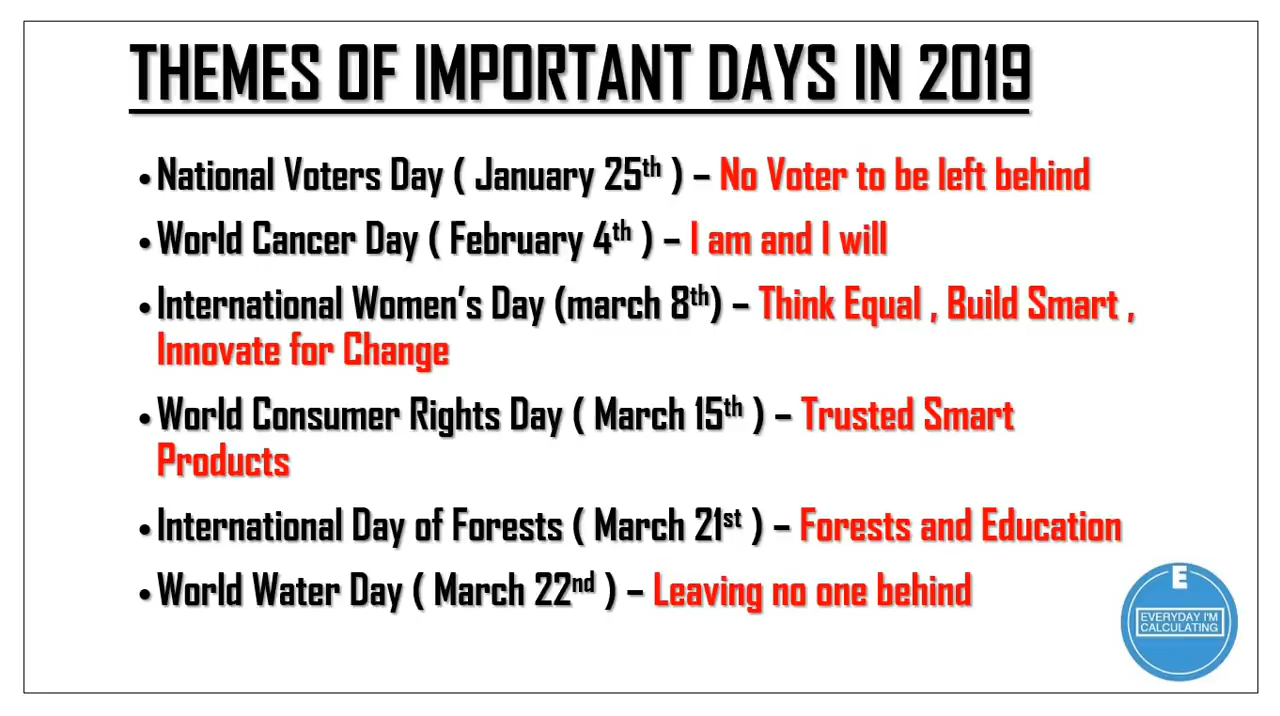 THEMES OF IMPORTANT DAYS IN 2019
•National Voters Day ( January 25th ) – No Voter to be left behind
•World Cancer Day ( February 4th ) – I am and I will
•International Women's Day (march 8th) – Think Equal , Build Smart ,
Innovate for Change
•World Consumer Rights Day ( March 15th ) – Trusted Smart
Products
•International Day of Forests ( March 21st ) – Forests and Education
•World Water Day ( March 22nd ) – Leaving no one behind
E
EVERYDAY I'M
CALCULATING